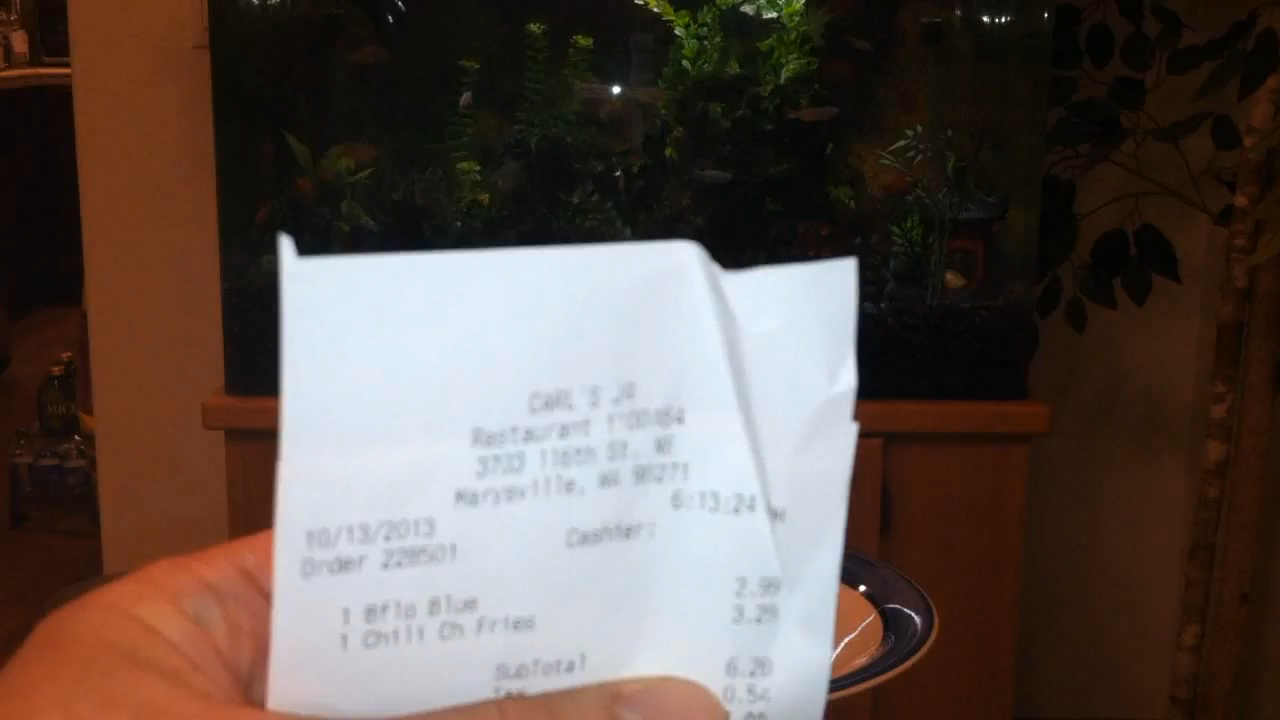 CARL'S JR
Restaurant
3733 116th St. NE
Marysville, WA 98271
6:13:24
10/13/2013
Cashier:
Order 228501
1 Bflo Blue 2.99
1 Chili Ch Fries 3.29
SubTotal 6.28
Tax 0.54